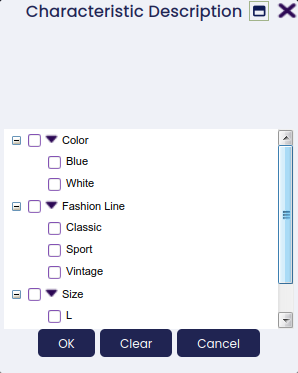 Characteristic Description
Color
Blue
White
Fashion Line
Classic
Sport
Vintage
Size
L
OK Clear Cancel